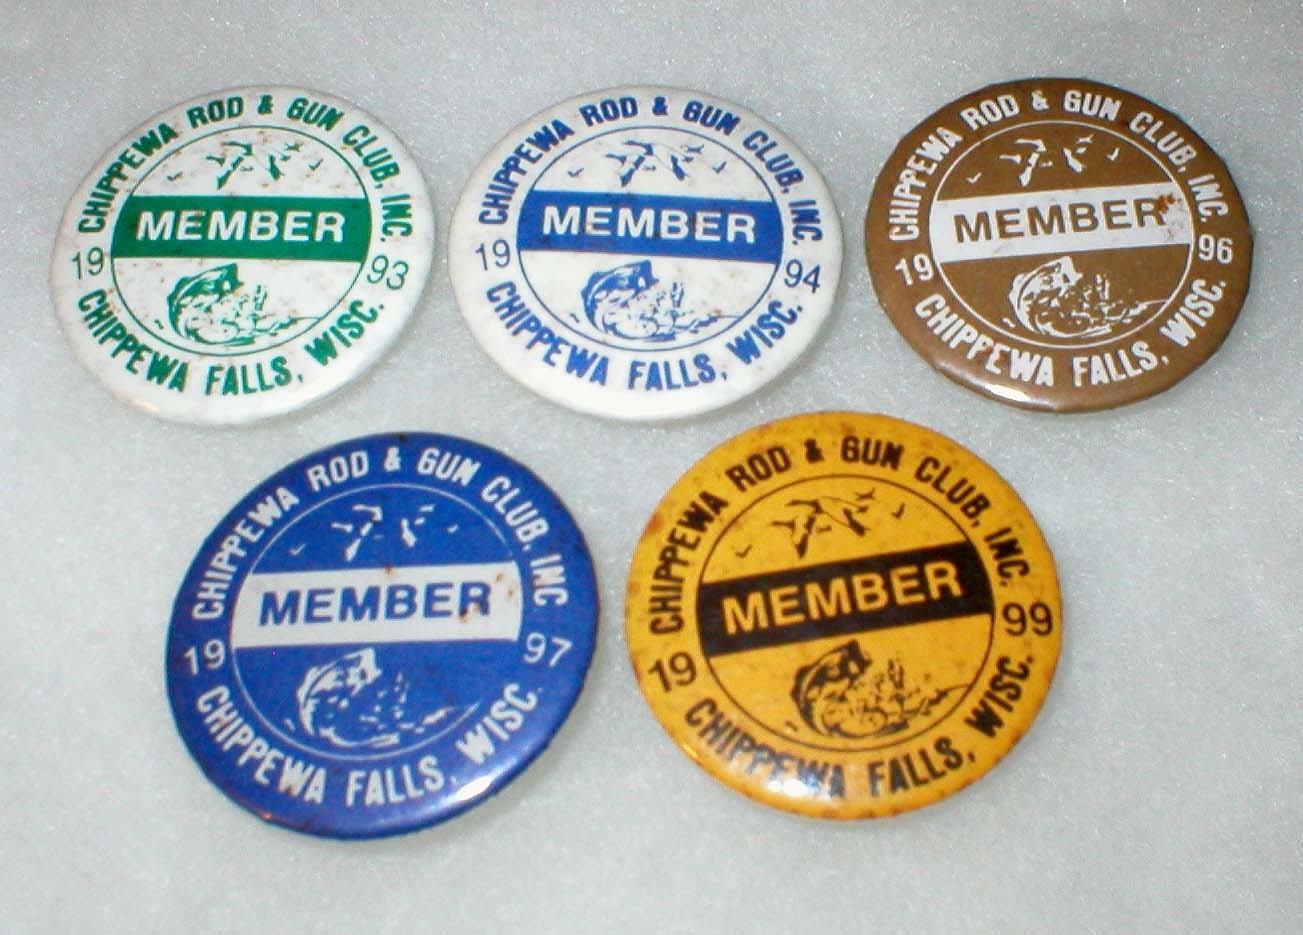 CHIPPEWA ROD & GUN CLUB, INC.
MEMBER
19 93
CHIPPEWA FALLS, WISC.
CHIPPEWA ROD & GUN CLUB, INC.
MEMBER
19 94
CHIPPEWA FALLS, WISC.
CHIPPEWA ROD & GUN CLUB, INC.
MEMBER
19 96
CHIPPEWA FALLS, WISC.
CHIPPEWA ROD & GUN CLUB, INC
MEMBER
19 97
CHIPPEWA FALLS, WISC.
CHIPPEWA ROD & GUN CLUB, INC.
MEMBER
19 99
CHIPPEWA FALLS, WISC.